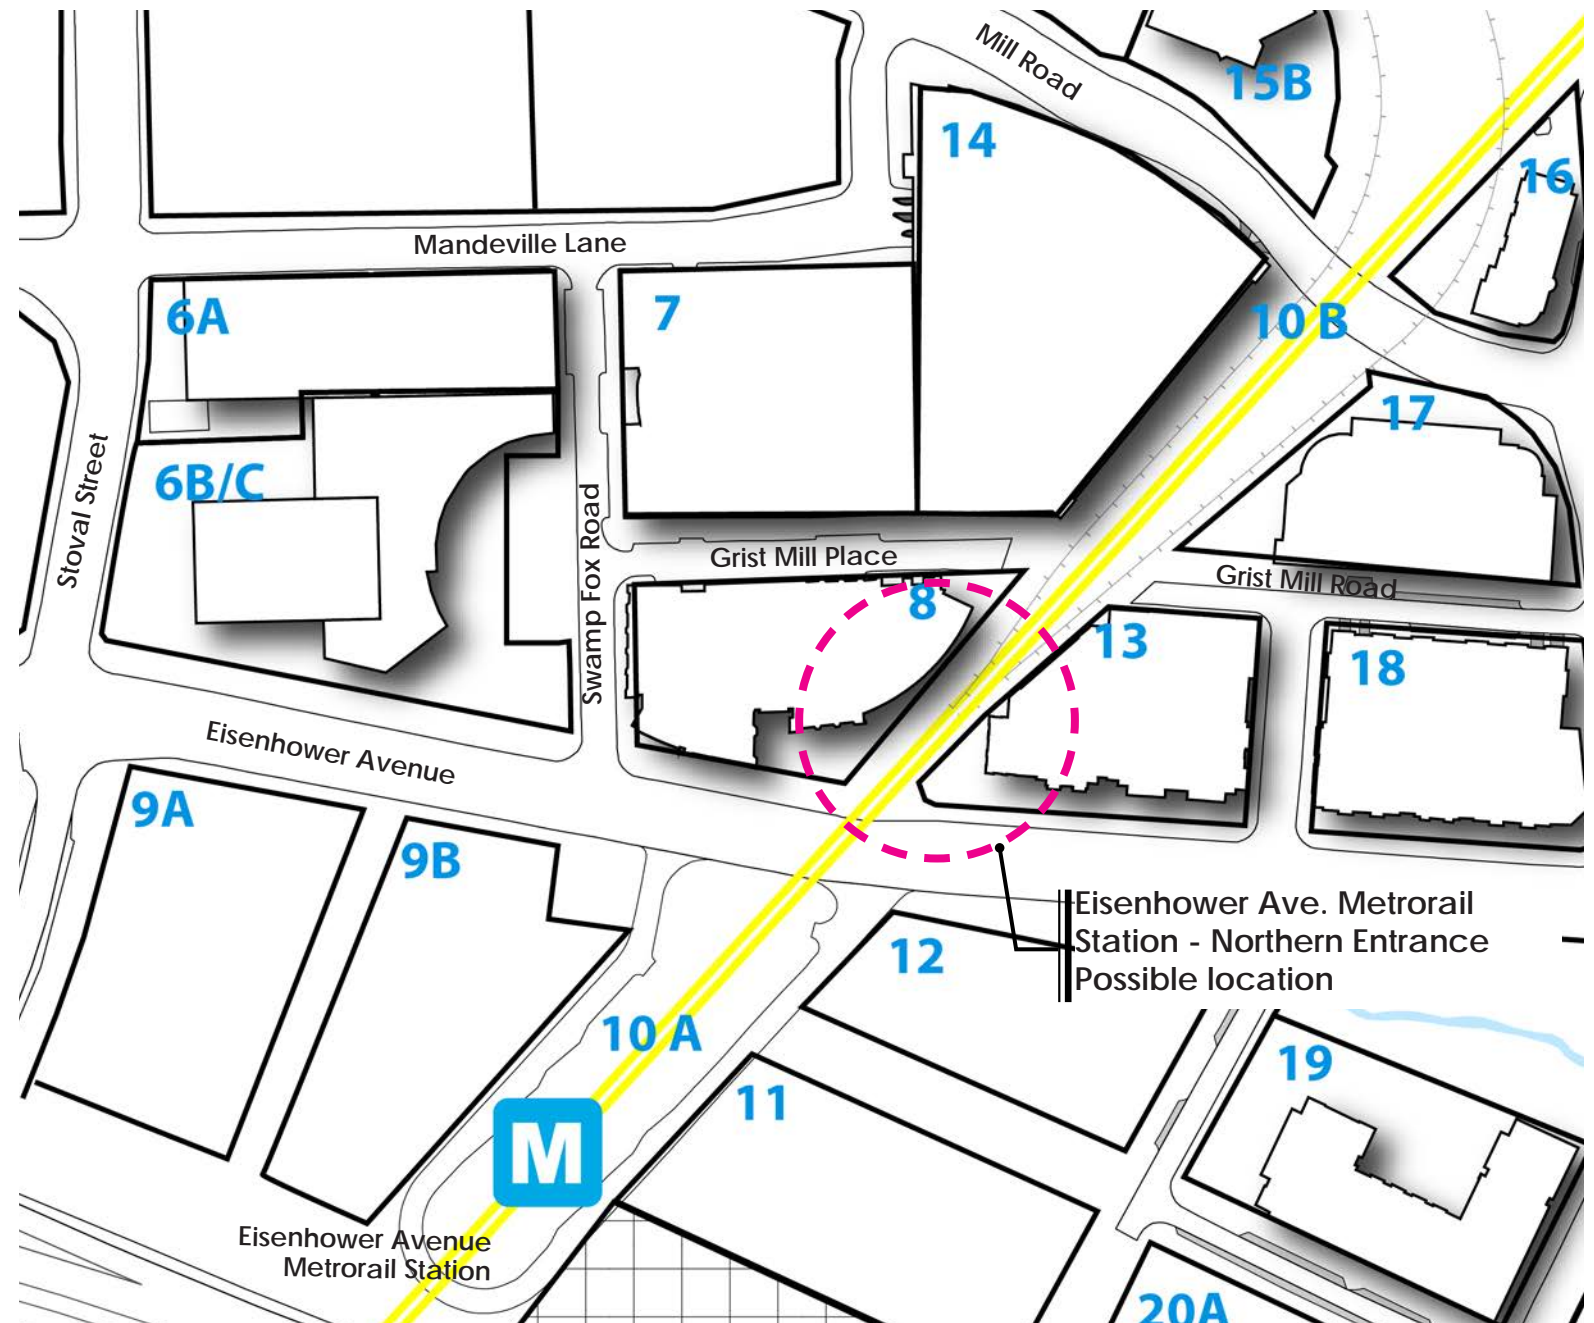 Mill Road
15B
14
16
Mandeville Lane
6A
7
10 B
17
Stoval Street
6B/C
Swamp Fox Road
Grist Mill Place
Grist Mill Road
8
13
18
Eisenhower Avenue
9A
9B
Eisenhower Ave. Metrorail
Station - Northern Entrance
Possible location
12
10 A
19
11
M
Eisenhower Avenue
Metrorail Station
20A